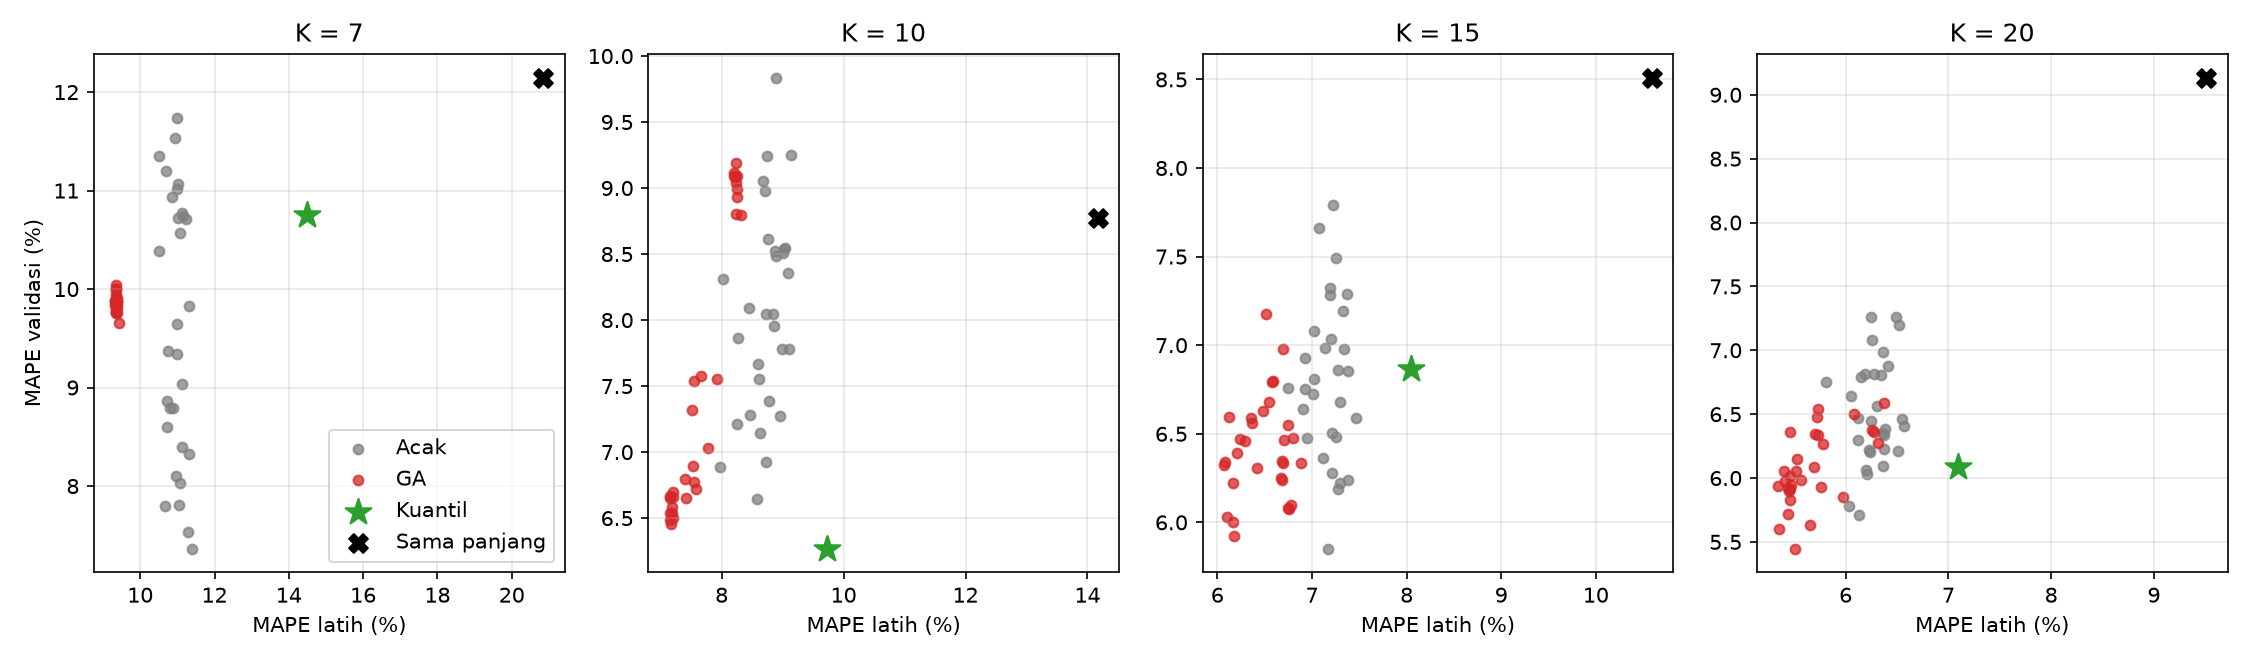 K = 7
K = 10
K = 15
K = 20
MAPE validasi (%)
12
11
10
9
8
10 12 14 16 18 20
MAPE latih (%)
Acak
GA
Kuantil
Sama panjang
10.0
9.5
9.0
8.5
8.0
7.5
7.0
6.5
8 10 12 14
MAPE latih (%)
8.5
8.0
7.5
7.0
6.5
6.0
6 7 8 9 10
MAPE latih (%)
9.0
8.5
8.0
7.5
7.0
6.5
6.0
5.5
6 7 8 9
MAPE latih (%)